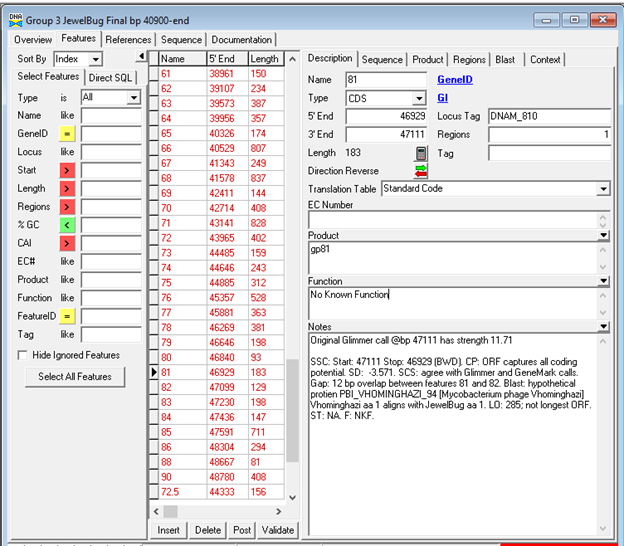 Group 3 JewelBug Final bp 40900-end
Overview Features References Sequence Documentation
Sort By Index
Select Features Direct SQL
Type is All
Name like
GeneID =
Locus like
Start >
Length >
Regions >
% GC <
CAI >
EC# like
Product like
Function like
FeatureID =
Tag like
Hide Ignored Features
Select All Features
Name 5' End Length
61 38961 150
62 39107 234
63 39573 387
64 39956 357
65 40326 174
66 40529 807
67 41343 249
68 41578 837
69 42411 144
70 42714 408
71 43141 828
72 43965 402
73 44485 159
74 44646 243
75 44885 312
76 45357 528
77 45881 363
78 46269 381
79 46646 198
80 46840 93
81 46929 183
82 47099 129
83 47230 198
84 47436 147
85 47591 711
86 48304 294
88 48667 81
90 48780 408
72.5 44333 156
Insert Delete Post Validate
Description Sequence Product Regions Blast Context
Name 81 GeneID
Type CDS GI
5' End 46929 Locus Tag DNAM_810
3' End 47111 Regions 1
Length 183 Tag
Direction Reverse
Translation Table Standard Code
EC Number
Product
gp81
Function
No Known Function
Notes
Original Glimmer call @bp 47111 has strength 11.71
SSC: Start: 47111 Stop: 46929 (BWD). CP: ORF captures all coding
potential. SD: -3.571. SCS: agree with Glimmer and GeneMark calls.
Gap: 12 bp overlap between features 81 and 82. Blast: hypothetical
protien PBI_VHOMINGHAZI_94 [Mycobacterium phage Vhominghazi]
Vhominghazi aa 1 aligns with JewelBug aa 1. LO: 285; not longest ORF.
ST: NA. F: NKF.